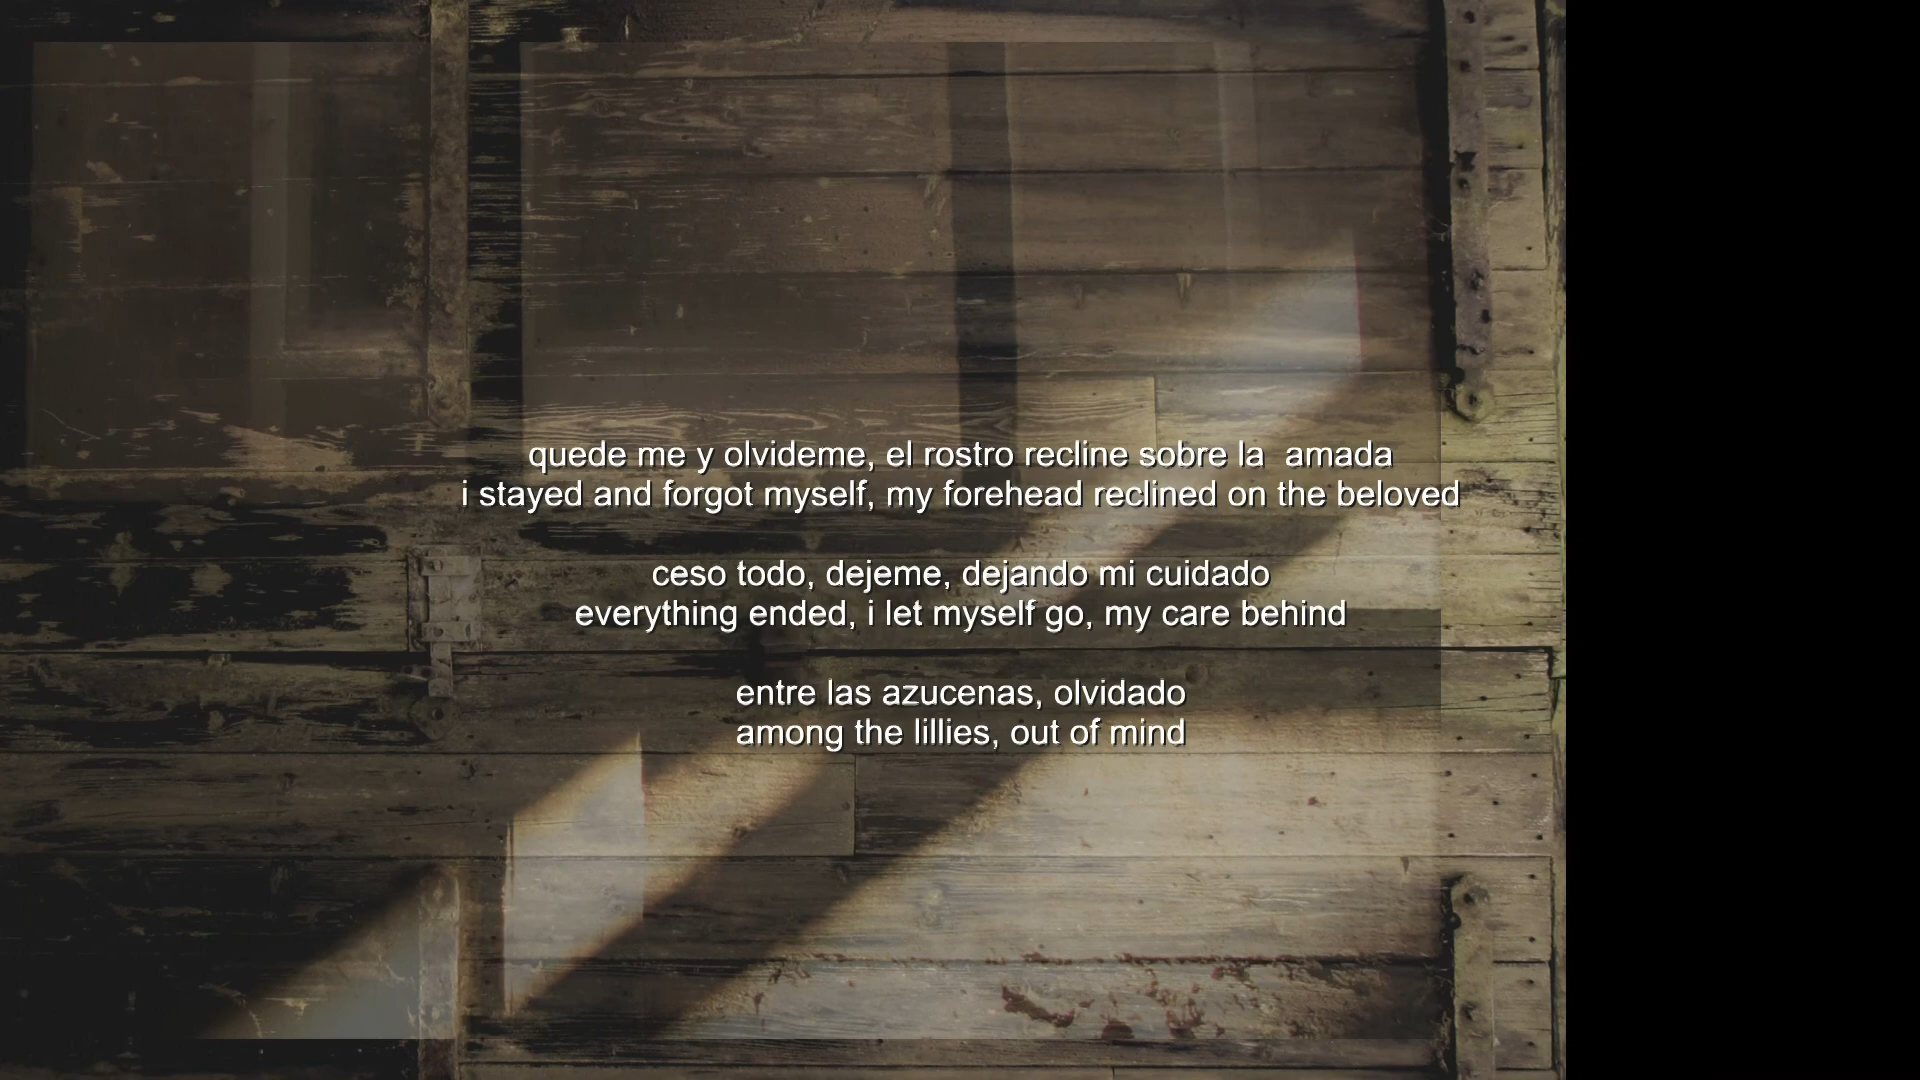 quede me y olvideme, el rostro recline sobre la  amada
i stayed and forgot myself, my forehead reclined on the beloved
ceso todo, dejeme, dejando mi cuidado
everything ended, i let myself go, my care behind
entre las azucenas, olvidado
among the lillies, out of mind